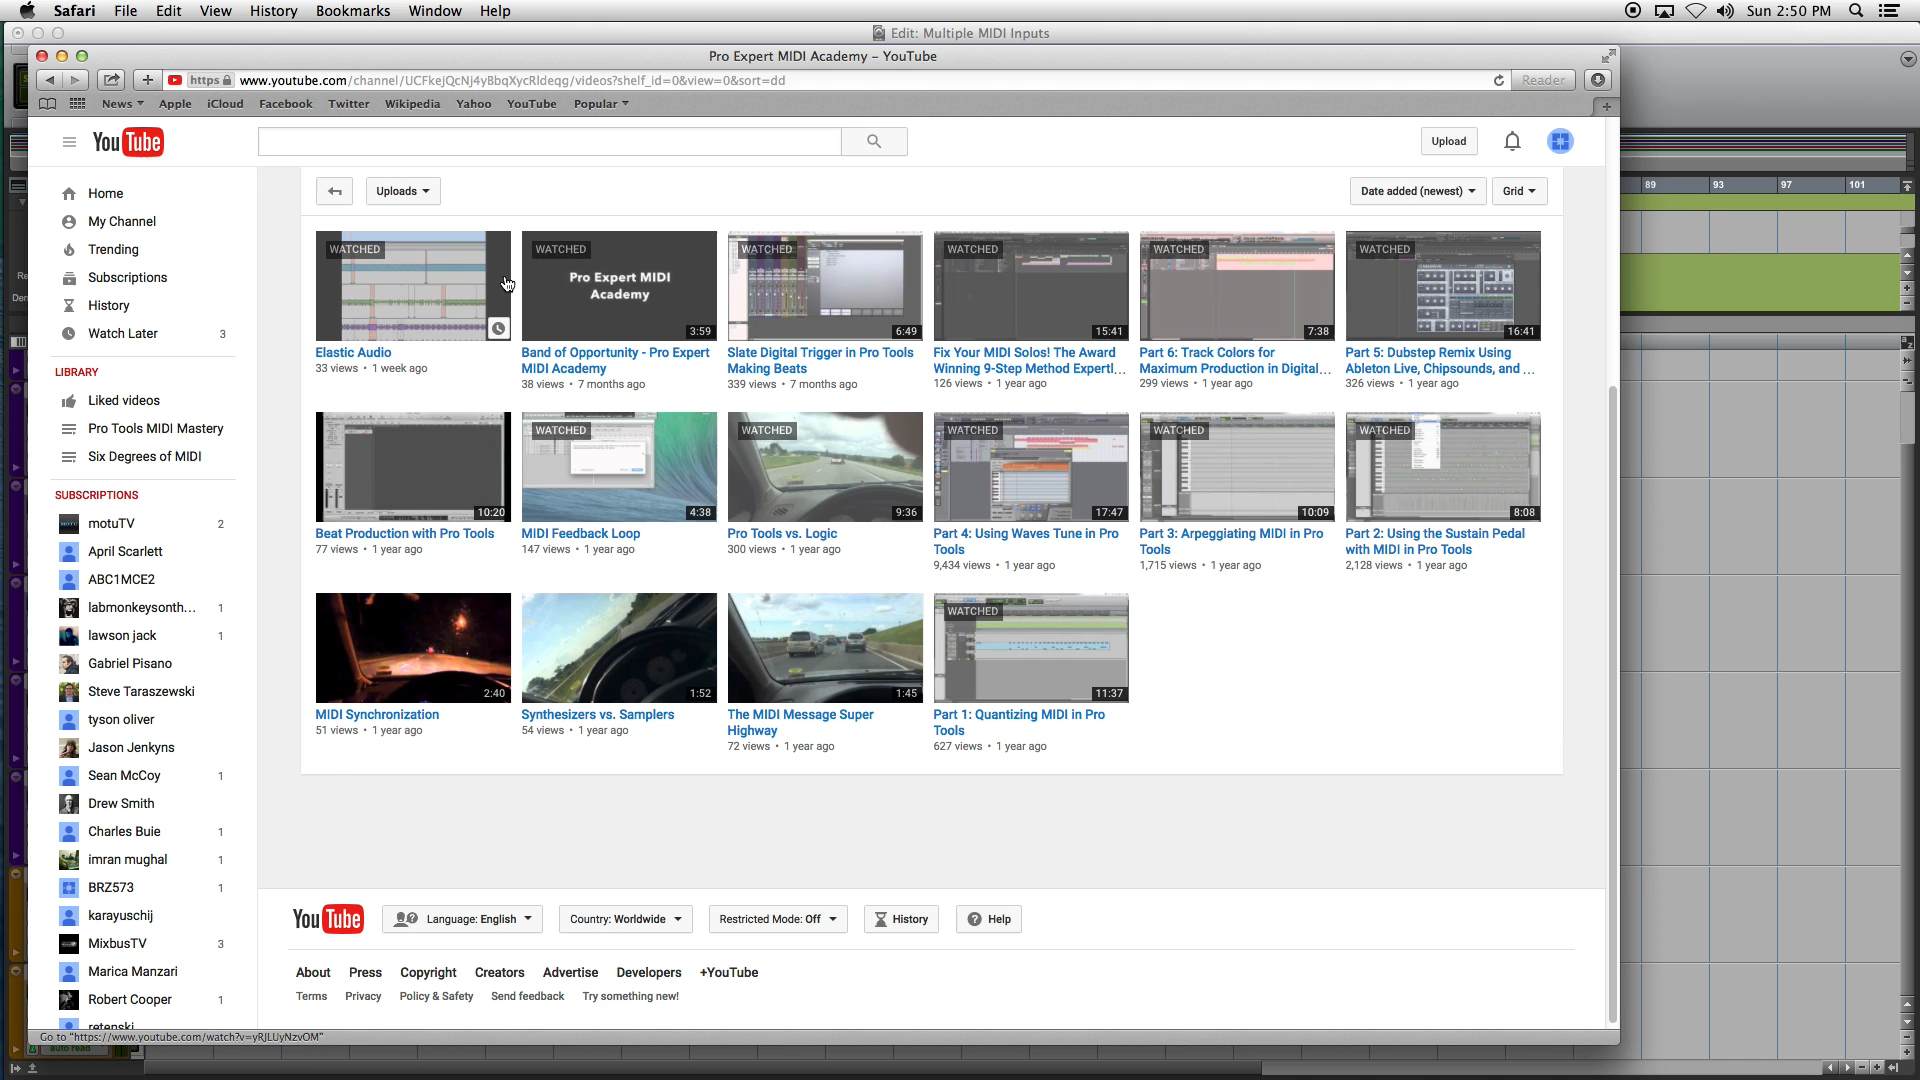 Safari File Edit View History Bookmarks Window Help Sun 2:50 PM
Edit: Multiple MIDI Inputs
Pro Expert MIDI Academy – YouTube
https www.youtube.com/channel/UCFkejQcNj4yBbqXycRIdeqg/videos?shelf_id=0&view=0&sort=dd Reader
News Apple iCloud Facebook Twitter Wikipedia Yahoo YouTube Popular
YouTube Upload
89 93 97 101
Home
My Channel
Trending
Subscriptions
History
Watch Later 3
LIBRARY
Liked videos
Pro Tools MIDI Mastery
Six Degrees of MIDI
SUBSCRIPTIONS
motuTV 2
April Scarlett
ABC1MCE2
labmonkeysonth... 1
lawson jack 1
Gabriel Pisano
Steve Taraszewski
tyson oliver
Jason Jenkyns
Sean McCoy 1
Drew Smith
Charles Buie 1
imran mughal 1
BRZ573 1
karayuschij
MixbusTV 3
Marica Manzari
Robert Cooper 1
retenski
Uploads Date added (newest) Grid
WATCHED
Elastic Audio
33 views • 1 week ago
WATCHED
Pro Expert MIDI
Academy
3:59
Band of Opportunity - Pro Expert
MIDI Academy
38 views • 7 months ago
WATCHED
6:49
Slate Digital Trigger in Pro Tools
Making Beats
339 views • 7 months ago
WATCHED
15:41
Fix Your MIDI Solos! The Award
Winning 9-Step Method Expertl...
126 views • 1 year ago
WATCHED
7:38
Part 6: Track Colors for
Maximum Production in Digital...
299 views • 1 year ago
WATCHED
16:41
Part 5: Dubstep Remix Using
Ableton Live, Chipsounds, and ...
326 views • 1 year ago
10:20
Beat Production with Pro Tools
77 views • 1 year ago
WATCHED
4:38
MIDI Feedback Loop
147 views • 1 year ago
WATCHED
9:36
Pro Tools vs. Logic
300 views • 1 year ago
WATCHED
17:47
Part 4: Using Waves Tune in Pro
Tools
9,434 views • 1 year ago
WATCHED
10:09
Part 3: Arpeggiating MIDI in Pro
Tools
1,715 views • 1 year ago
WATCHED
8:08
Part 2: Using the Sustain Pedal
with MIDI in Pro Tools
2,128 views • 1 year ago
2:40
MIDI Synchronization
51 views • 1 year ago
1:52
Synthesizers vs. Samplers
54 views • 1 year ago
1:45
The MIDI Message Super
Highway
72 views • 1 year ago
WATCHED
11:37
Part 1: Quantizing MIDI in Pro
Tools
627 views • 1 year ago
YouTube Language: English Country: Worldwide Restricted Mode: Off History Help
About Press Copyright Creators Advertise Developers +YouTube
Terms Privacy Policy & Safety Send feedback Try something new!
Go to "https://www.youtube.com/watch?v=yRJLUyNzvOM"
auto read